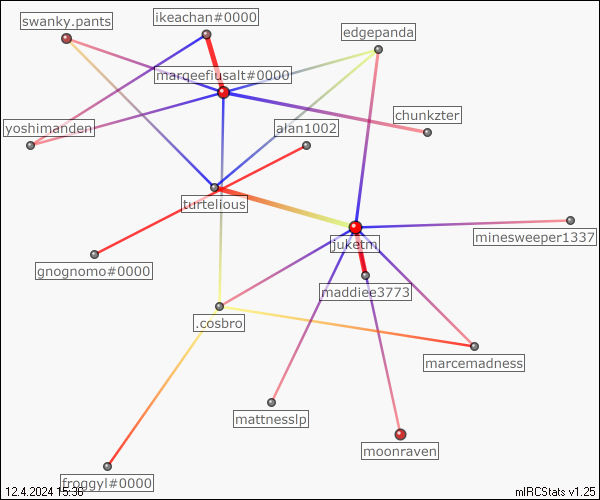 ikeachan#0000
swanky.pants
edgepanda
marqeefiusalt#0000
chunkzter
yoshimanden
alan1002
turtelious
minesweeper1337
juketm
gnognomo#0000
maddiee3773
.cosbro
marcemadness
mattnesslp
moonraven
froggyl#0000
12.4.2024 15:38
mIRCStats v1.25